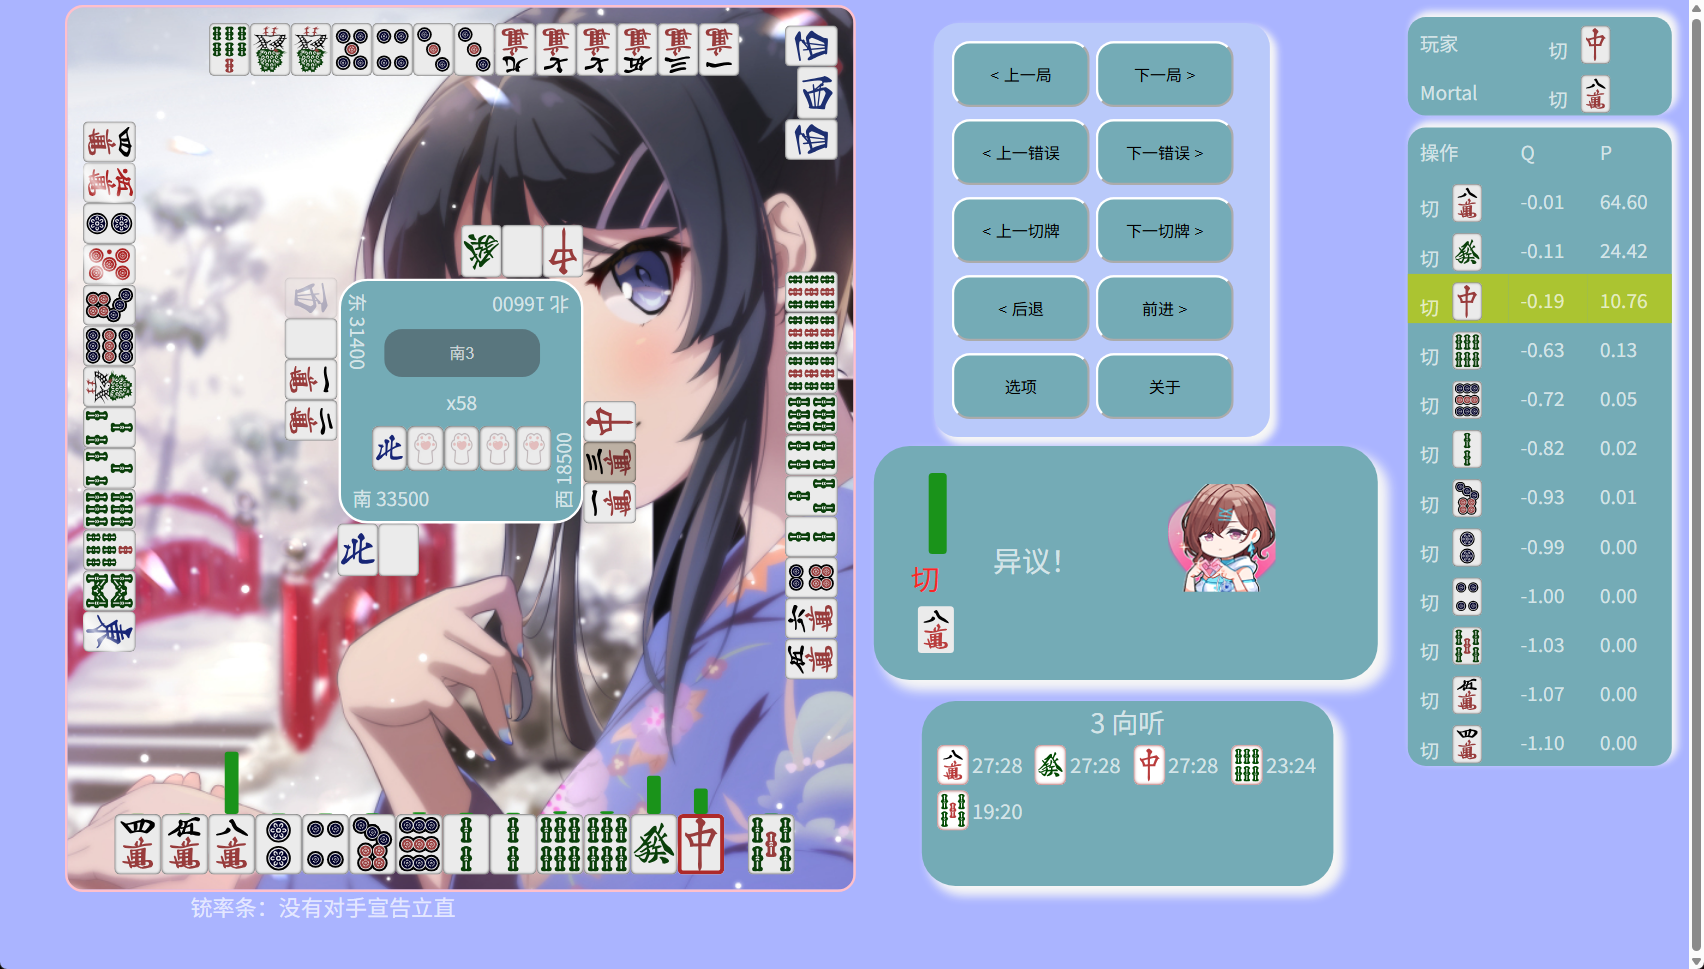 东 31400
北 16600
南3
x58
南 33500
西 18500
铳率条：没有对手宣告立直
< 上一局
下一局 >
< 上一错误
下一错误 >
< 上一切牌
下一切牌 >
< 后退
前进 >
选项
关于
切
异议！
3 向听
27:28 27:28 27:28 23:24
19:20
玩家 切
Mortal 切
操作 Q P
切 -0.01 64.60
切 -0.11 24.42
切 -0.19 10.76
切 -0.63 0.13
切 -0.72 0.05
切 -0.82 0.02
切 -0.93 0.01
切 -0.99 0.00
切 -1.00 0.00
切 -1.03 0.00
切 -1.07 0.00
切 -1.10 0.00